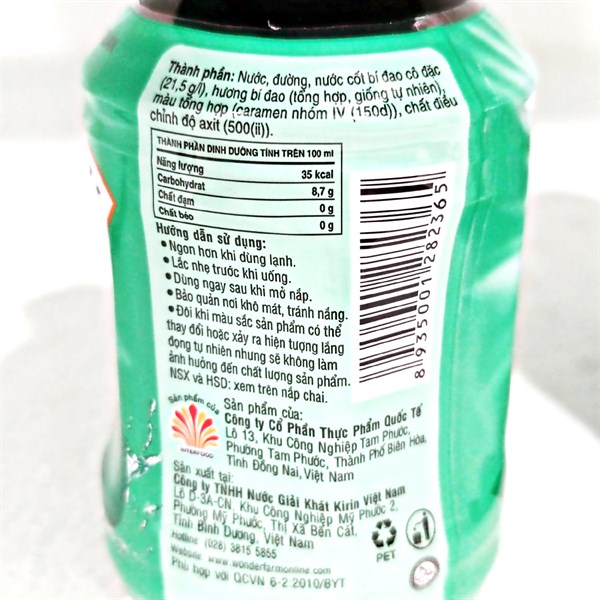 Thành phần: Nước, đường, nước cốt bí đao cô đặc
(21,5 g/l), hương bí đao (tổng hợp, giống tự nhiên),
màu tổng hợp (caramen nhóm IV (150d)), chất điều
chỉnh độ axit (500(ii)).
THÀNH PHẦN DINH DƯỠNG TÍNH TRÊN 100 ml
Năng lượng 35 kcal
Carbohydrat 8,7 g
Chất đạm 0 g
Chất béo 0 g
Hướng dẫn sử dụng:
• Ngon hơn khi dùng lạnh.
• Lắc nhẹ trước khi uống.
• Dùng ngay sau khi mở nắp.
• Bảo quản nơi khô mát, tránh nắng.
• Đôi khi màu sắc sản phẩm có thể
thay đổi hoặc xảy ra hiện tượng lắng
đọng tự nhiên nhưng sẽ không làm
ảnh hưởng đến chất lượng sản phẩm.
NSX và HSD: xem trên nắp chai.
8 935001 282365
Sản phẩm của
INTERFOOD
Sản phẩm của:
Công ty Cổ Phần Thực Phẩm Quốc Tế
Lô 13, Khu Công Nghiệp Tam Phước,
Phường Tam Phước, Thành Phố Biên Hòa,
Tỉnh Đồng Nai, Việt Nam
Sản xuất tại:
Công ty TNHH Nước Giải Khát Kirin Việt Nam
Lô D-3A-CN, Khu Công Nghiệp Mỹ Phước 2,
Phường Mỹ Phước, Thị Xã Bến Cát,
Tỉnh Bình Dương, Việt Nam
Hotline: (028) 3815 5865
Website: www.wonderfarmonline.com
Phù hợp với QCVN 6-2:2010/BYT
PET